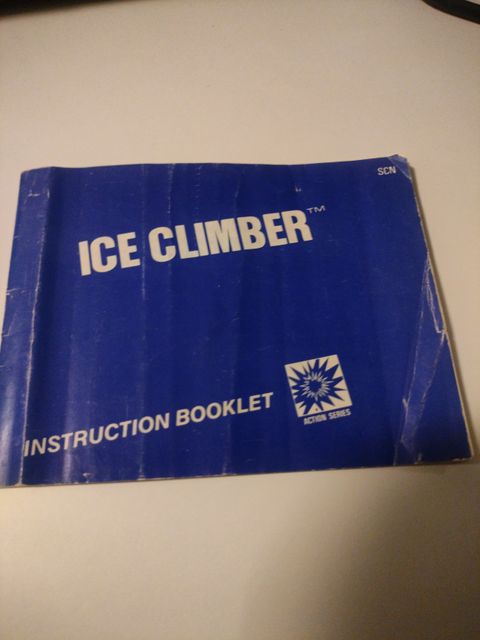 SCN
ICE CLIMBER™
INSTRUCTION BOOKLET
ACTION SERIES